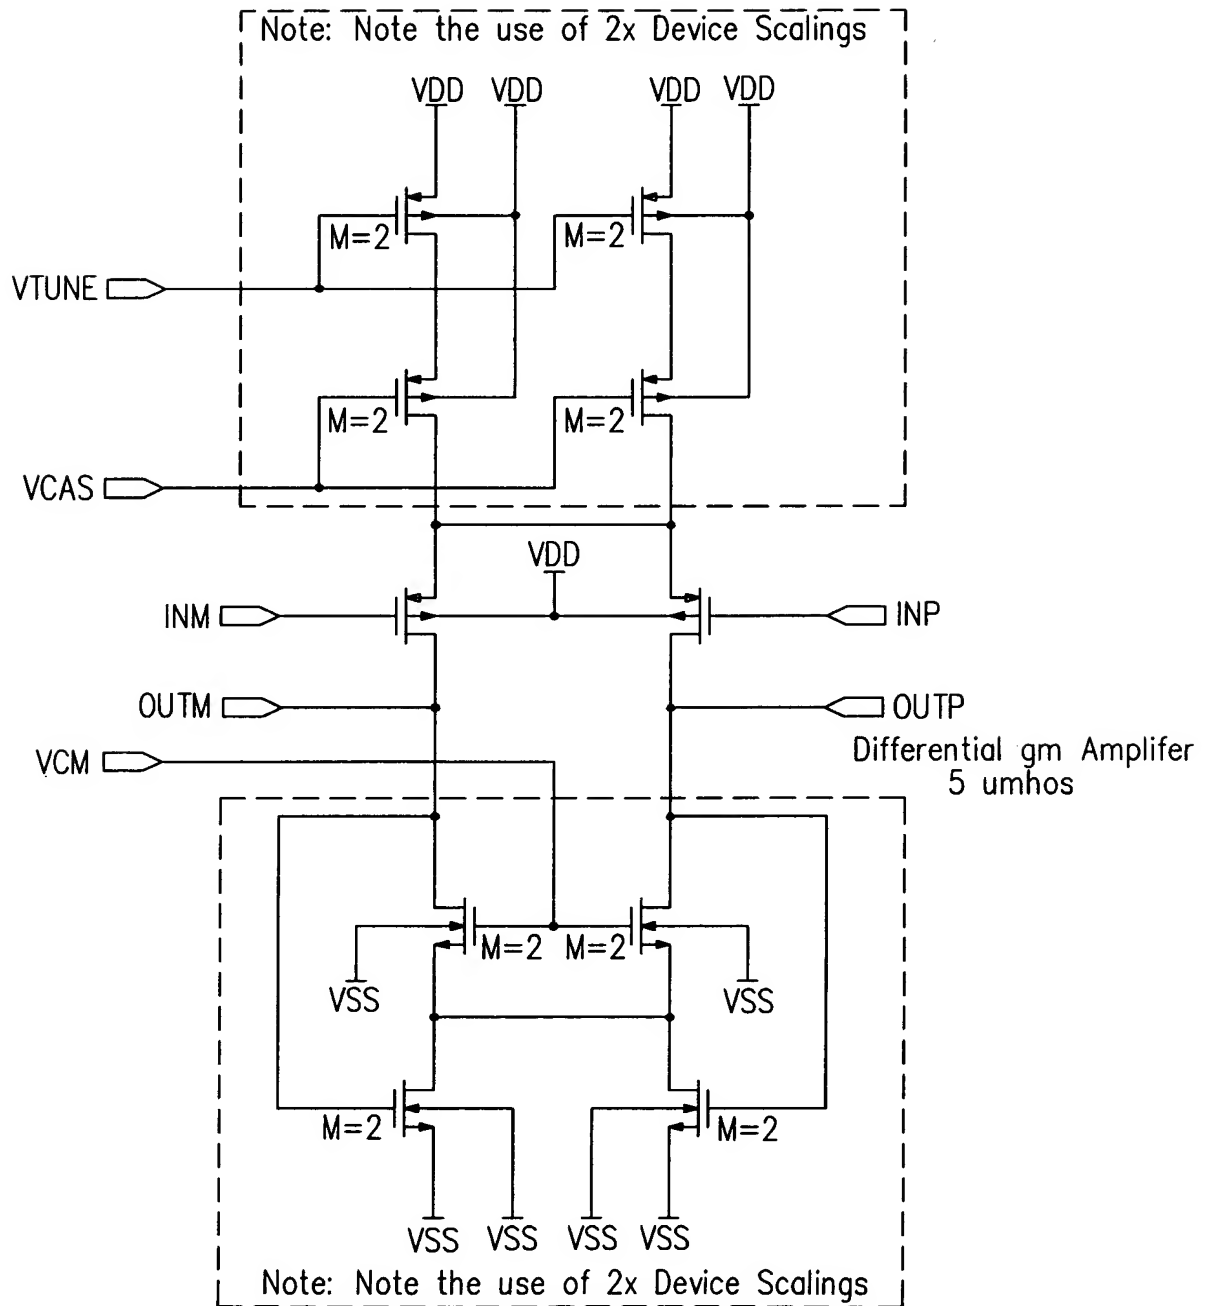 Note: Note the use of 2x Device Scalings
VDD VDD VDD VDD
M=2 M=2
VTUNE
M=2 M=2
VCAS
VDD
INM INP
OUTM OUTP
VCM
Differential gm Amplifer
5 umhos
M=2 M=2
VSS VSS
M=2 M=2
VSS VSS VSS VSS
Note: Note the use of 2x Device Scalings